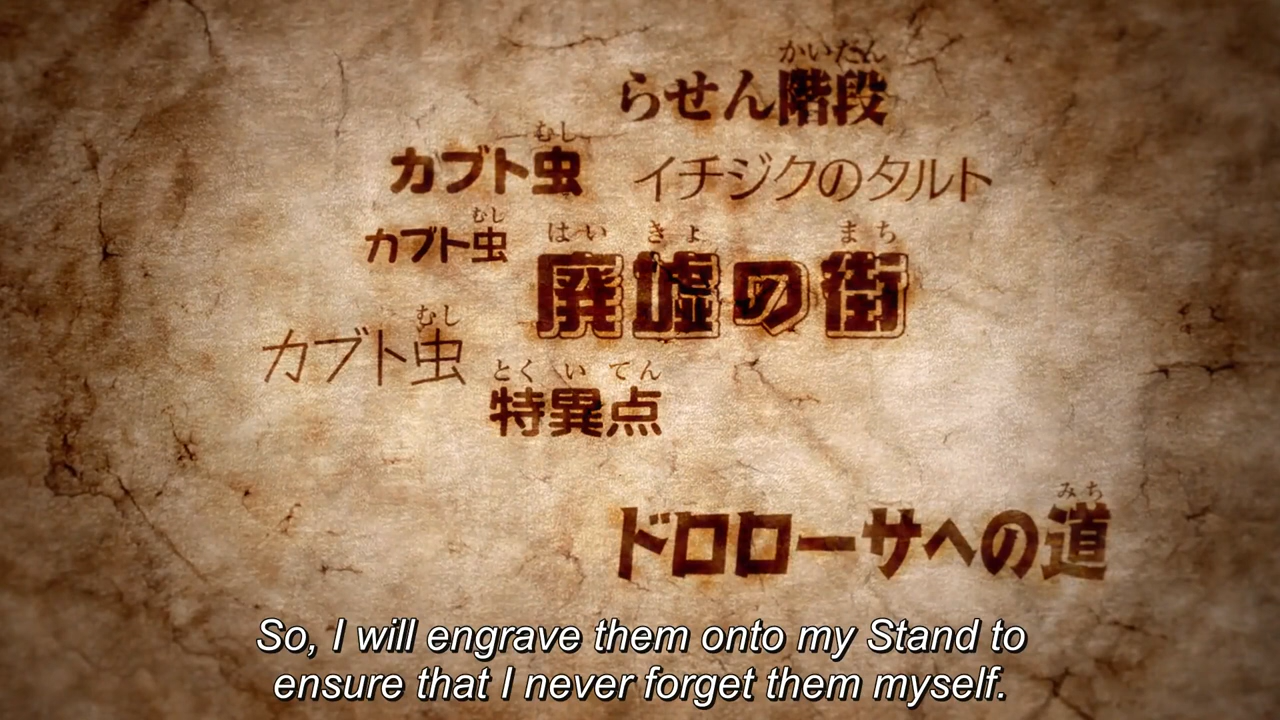 かいだん
らせん階段
むし
カブト虫
イチジクのタルト
むし
カブト虫
はいきょ まち
廃墟の街
むし
カブト虫
とくいてん
特異点
みち
ドロローサへの道
So, I will engrave them onto my Stand to
ensure that I never forget them myself.